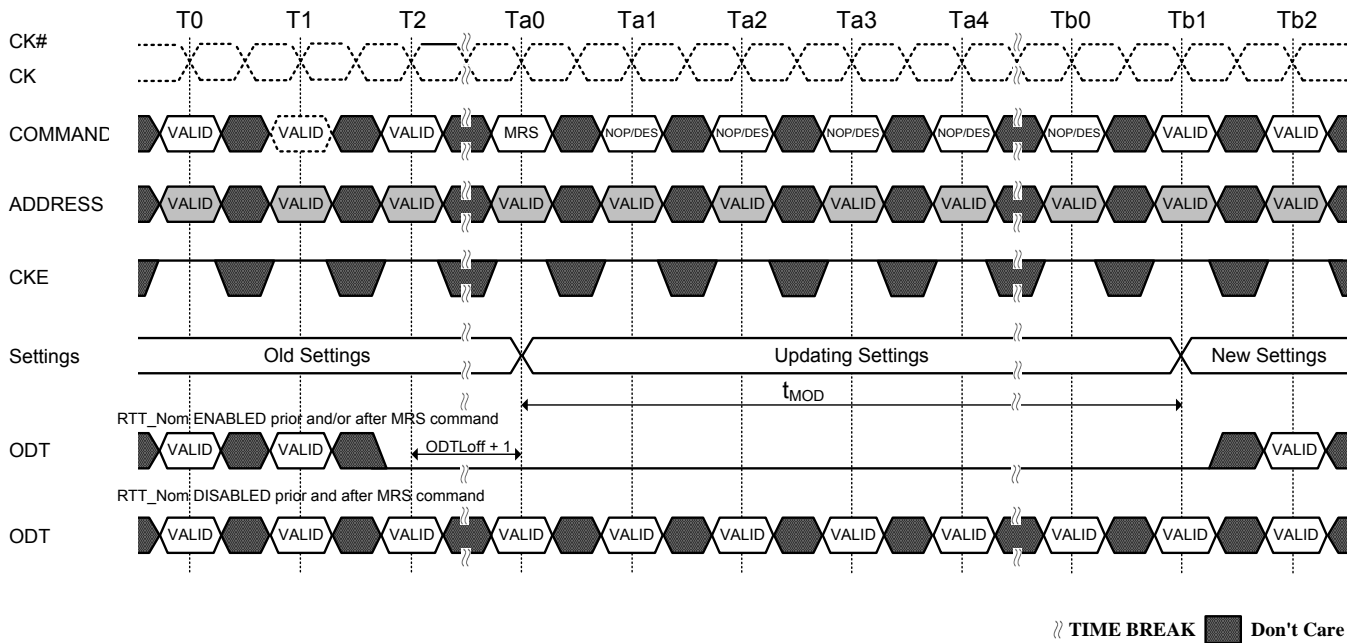 T0 T1 T2 Ta0 Ta1 Ta2 Ta3 Ta4 Tb0 Tb1 Tb2
CK#
CK
COMMAND VALID VALID VALID MRS NOP/DES NOP/DES NOP/DES NOP/DES NOP/DES VALID VALID
ADDRESS VALID VALID VALID VALID VALID VALID VALID VALID VALID VALID VALID
CKE
Settings Old Settings Updating Settings New Settings
tMOD
RTT_Nom ENABLED prior and/or after MRS command
ODT VALID VALID ODTLoff + 1 VALID
RTT_Nom DISABLED prior and after MRS command
ODT VALID VALID VALID VALID VALID VALID VALID VALID VALID VALID VALID
TIME BREAK Don't Care